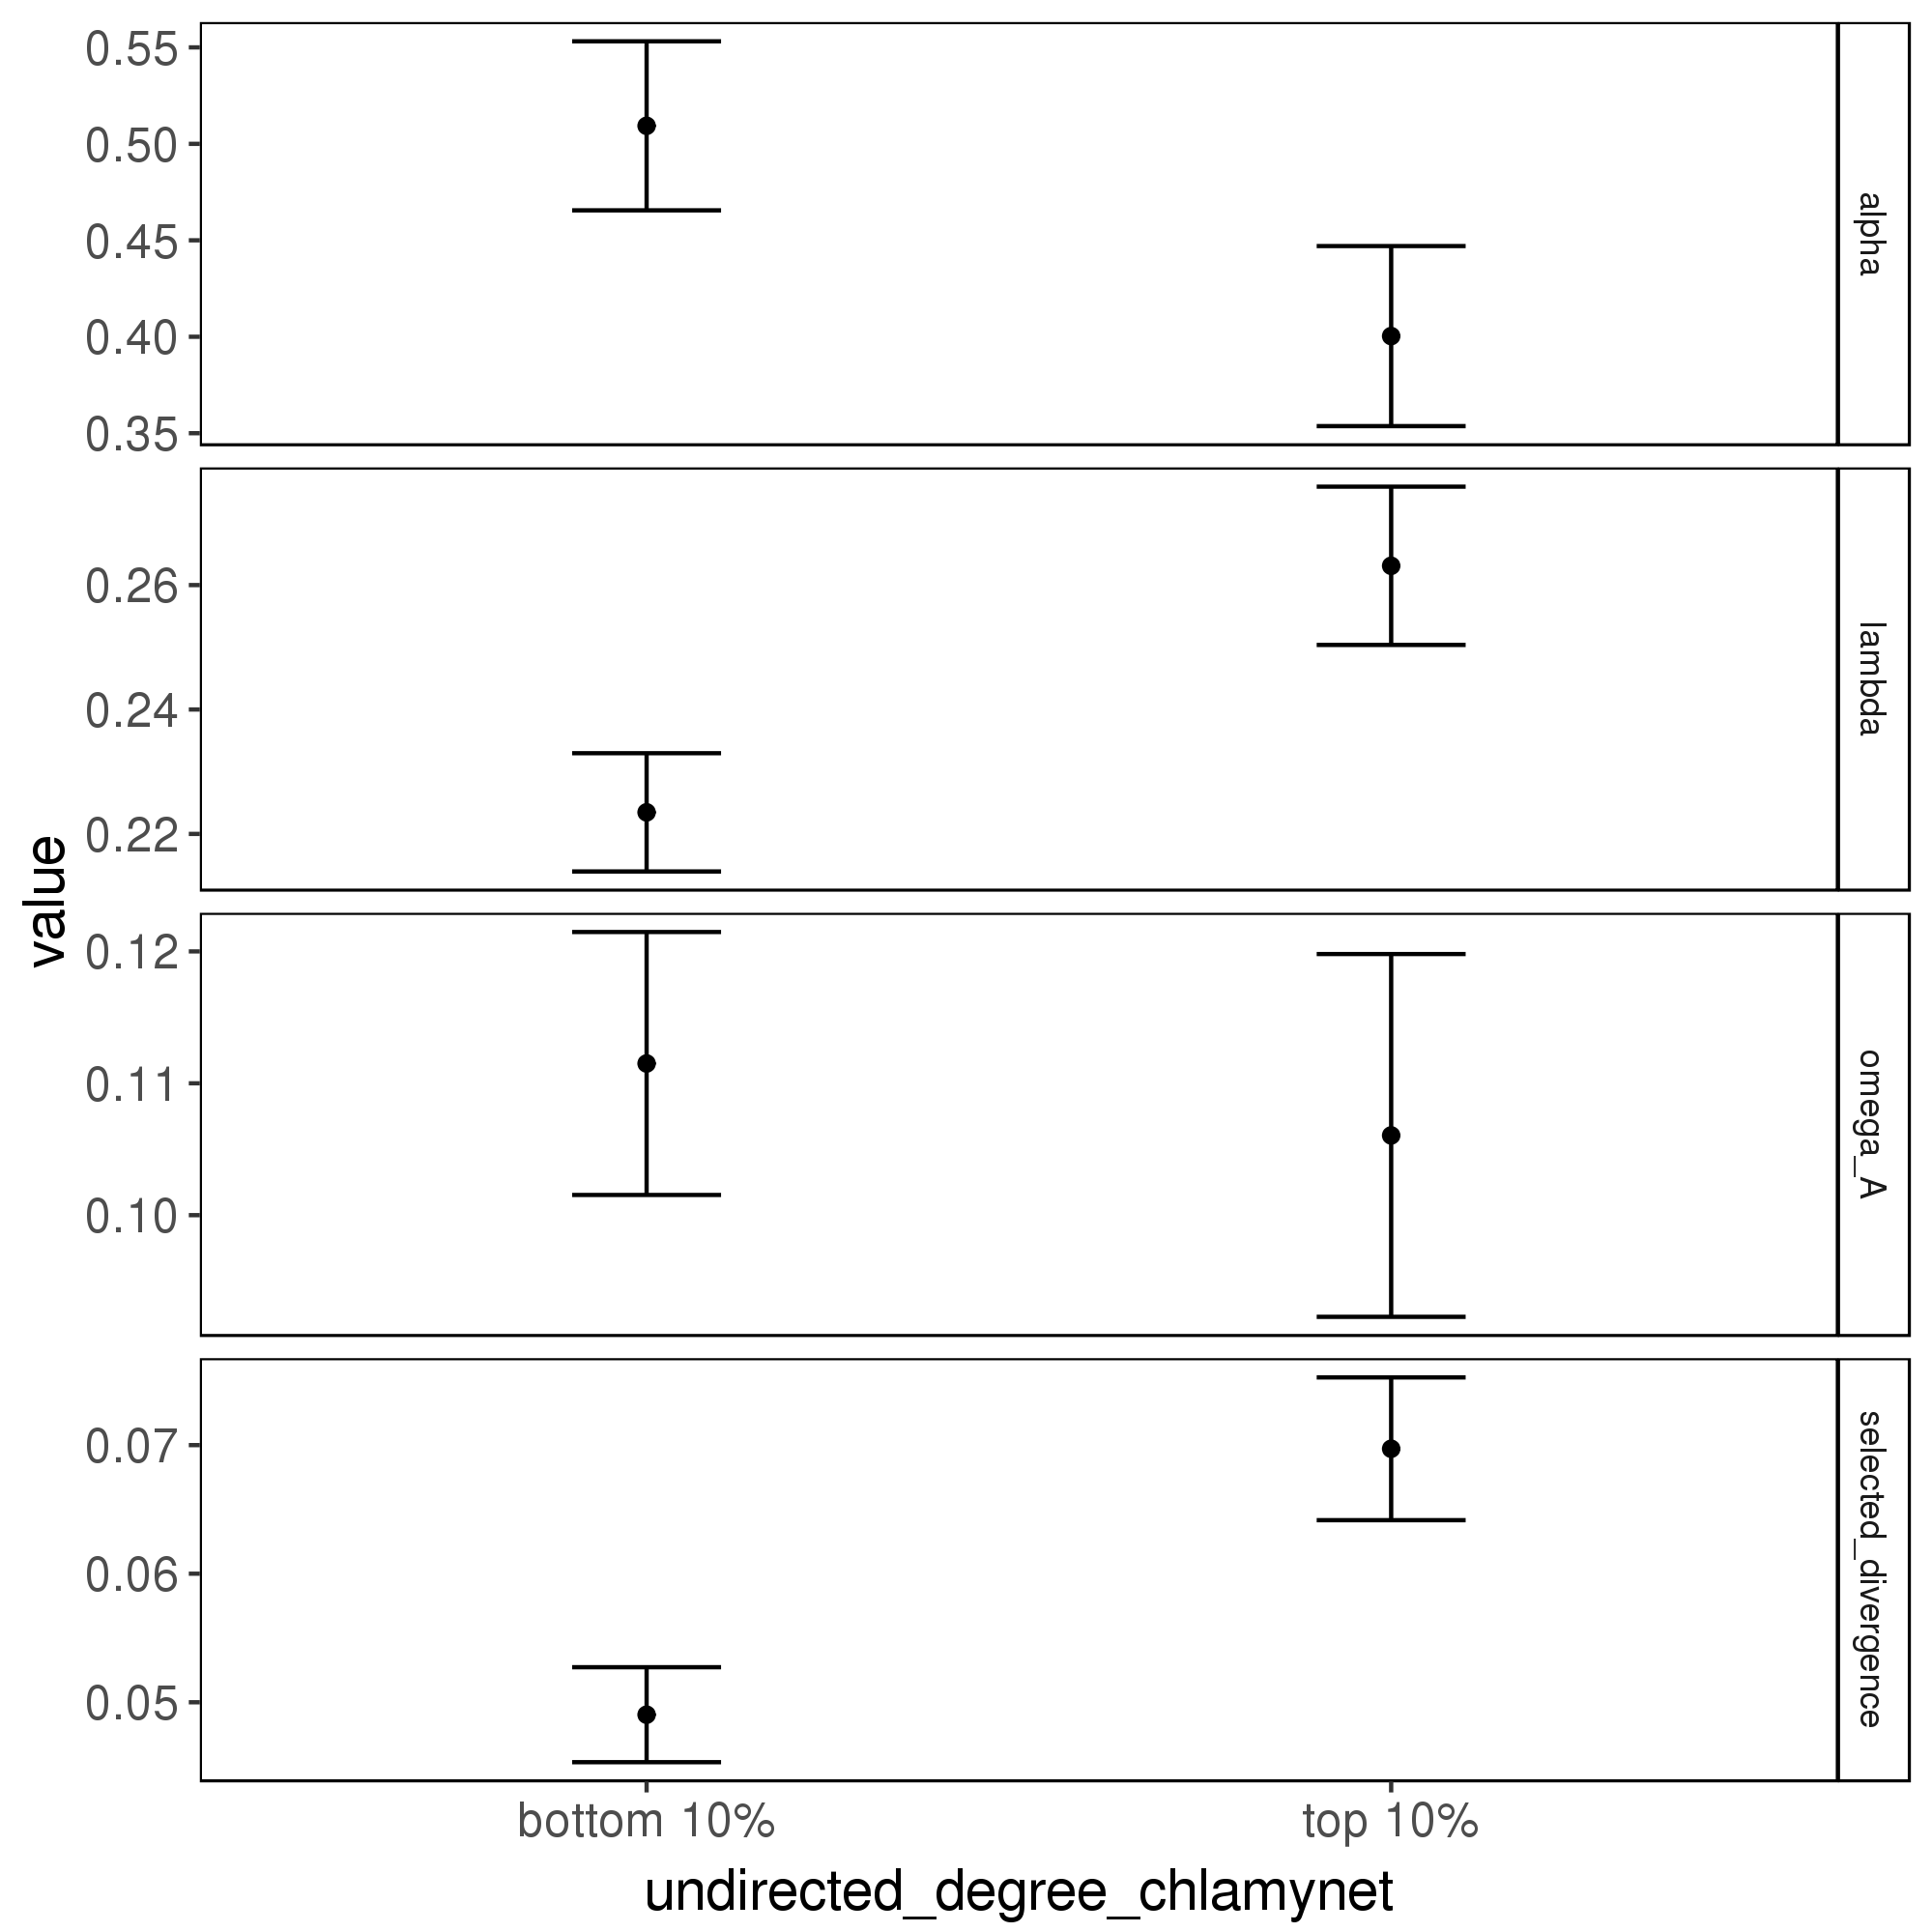 value
0.55
0.50
0.45
0.40
0.35
alpha
0.26
0.24
0.22
lambda
0.12
0.11
0.10
omega_A
0.07
0.06
0.05
selected_divergence
bottom 10% top 10%
undirected_degree_chlamynet